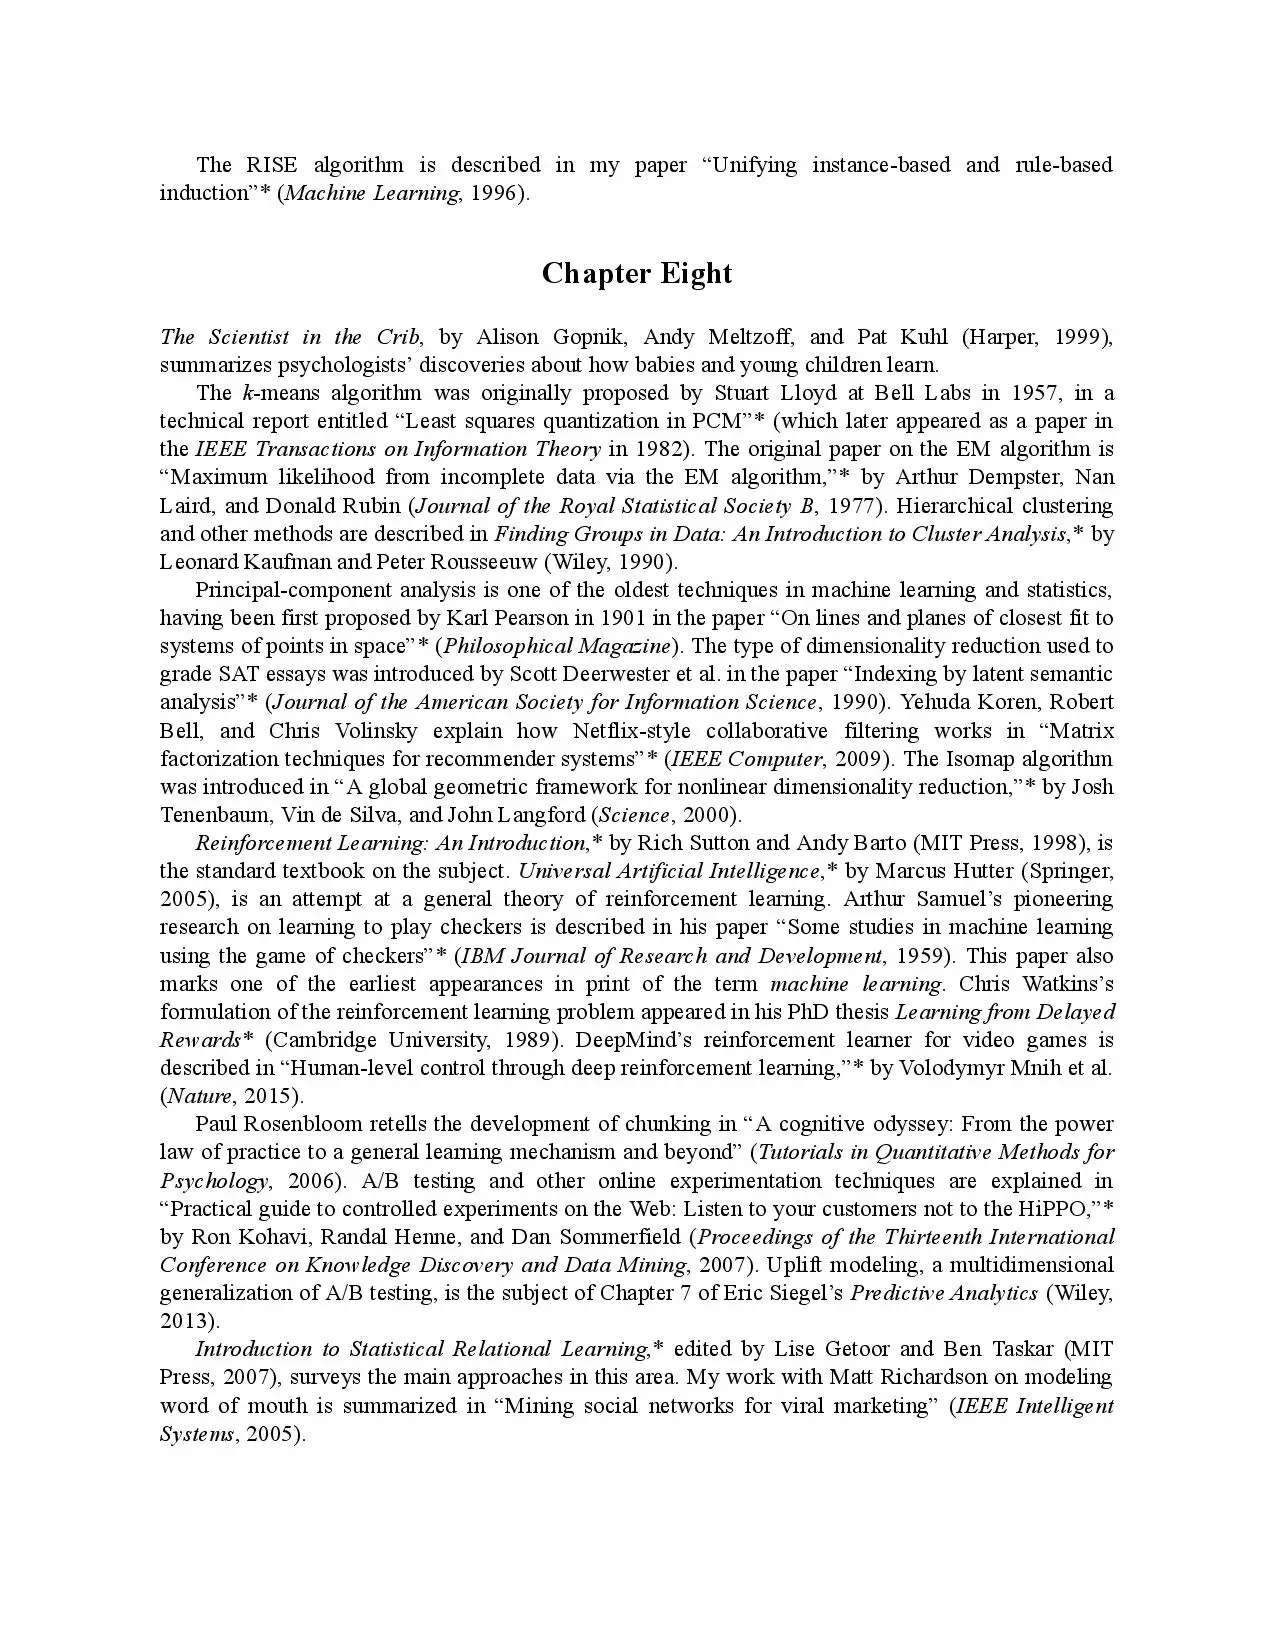 The RISE algorithm is described in my paper “Unifying instance-based and rule-based
induction”* (Machine Learning, 1996).
Chapter Eight
The Scientist in the Crib, by Alison Gopnik, Andy Meltzoff, and Pat Kuhl (Harper, 1999),
summarizes psychologists’ discoveries about how babies and young children learn.
The k-means algorithm was originally proposed by Stuart Lloyd at Bell Labs in 1957, in a
technical report entitled “Least squares quantization in PCM”* (which later appeared as a paper in
the IEEE Transactions on Information Theory in 1982). The original paper on the EM algorithm is
“Maximum likelihood from incomplete data via the EM algorithm,”* by Arthur Dempster, Nan
Laird, and Donald Rubin (Journal of the Royal Statistical Society B, 1977). Hierarchical clustering
and other methods are described in Finding Groups in Data: An Introduction to Cluster Analysis,* by
Leonard Kaufman and Peter Rousseeuw (Wiley, 1990).
Principal-component analysis is one of the oldest techniques in machine learning and statistics,
having been first proposed by Karl Pearson in 1901 in the paper “On lines and planes of closest fit to
systems of points in space”* (Philosophical Magazine). The type of dimensionality reduction used to
grade SAT essays was introduced by Scott Deerwester et al. in the paper “Indexing by latent semantic
analysis”* (Journal of the American Society for Information Science, 1990). Yehuda Koren, Robert
Bell, and Chris Volinsky explain how Netflix-style collaborative filtering works in “Matrix
factorization techniques for recommender systems”* (IEEE Computer, 2009). The Isomap algorithm
was introduced in “A global geometric framework for nonlinear dimensionality reduction,”* by Josh
Tenenbaum, Vin de Silva, and John Langford (Science, 2000).
Reinforcement Learning: An Introduction,* by Rich Sutton and Andy Barto (MIT Press, 1998), is
the standard textbook on the subject. Universal Artificial Intelligence,* by Marcus Hutter (Springer,
2005), is an attempt at a general theory of reinforcement learning. Arthur Samuel’s pioneering
research on learning to play checkers is described in his paper “Some studies in machine learning
using the game of checkers”* (IBM Journal of Research and Development, 1959). This paper also
marks one of the earliest appearances in print of the term machine learning. Chris Watkins’s
formulation of the reinforcement learning problem appeared in his PhD thesis Learning from Delayed
Rewards* (Cambridge University, 1989). DeepMind’s reinforcement learner for video games is
described in “Human-level control through deep reinforcement learning,”* by Volodymyr Mnih et al.
(Nature, 2015).
Paul Rosenbloom retells the development of chunking in “A cognitive odyssey: From the power
law of practice to a general learning mechanism and beyond” (Tutorials in Quantitative Methods for
Psychology, 2006). A/B testing and other online experimentation techniques are explained in
“Practical guide to controlled experiments on the Web: Listen to your customers not to the HiPPO,”*
by Ron Kohavi, Randal Henne, and Dan Sommerfield (Proceedings of the Thirteenth International
Conference on Knowledge Discovery and Data Mining, 2007). Uplift modeling, a multidimensional
generalization of A/B testing, is the subject of Chapter 7 of Eric Siegel’s Predictive Analytics (Wiley,
2013).
Introduction to Statistical Relational Learning,* edited by Lise Getoor and Ben Taskar (MIT
Press, 2007), surveys the main approaches in this area. My work with Matt Richardson on modeling
word of mouth is summarized in “Mining social networks for viral marketing” (IEEE Intelligent
Systems, 2005).